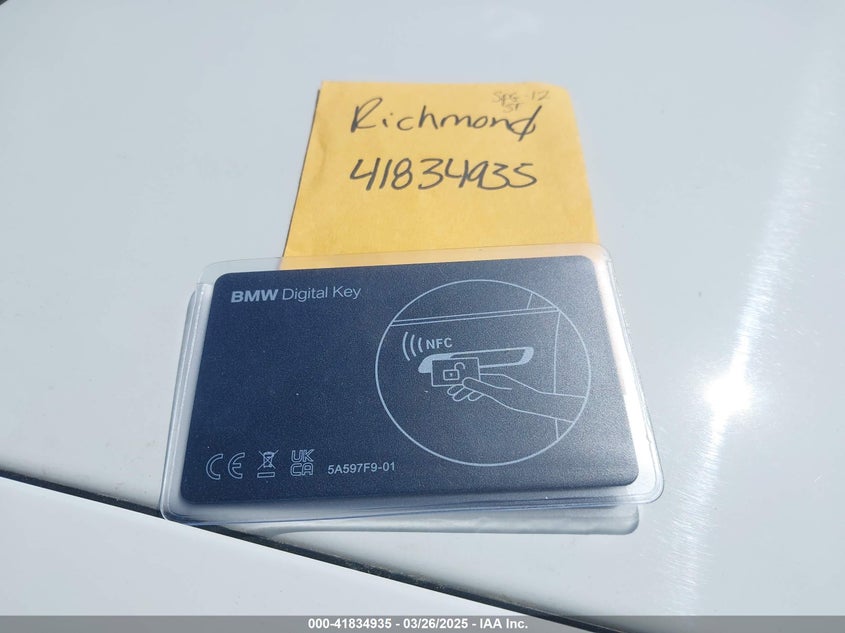 SPS 12
ST
Richmond
41834935
BMW Digital Key
NFC
CE UK
CA 5A597F9-01
000-41834935 - 03/26/2025 - IAA Inc.